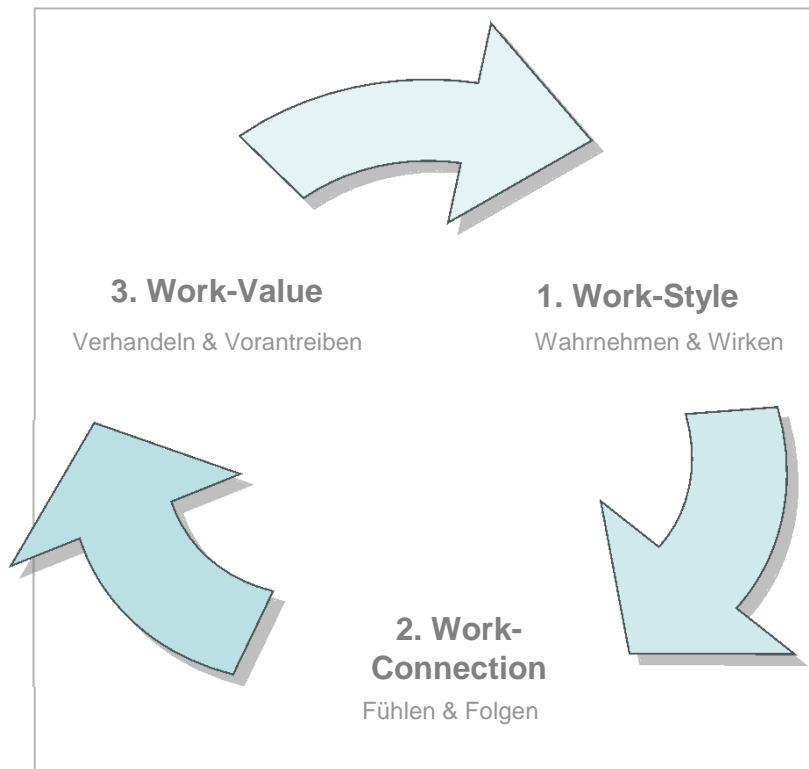 3. Work-Value
Verhandeln & Vorantreiben
1. Work-Style
Wahrnehmen & Wirken
2. Work-
Connection
Fühlen & Folgen